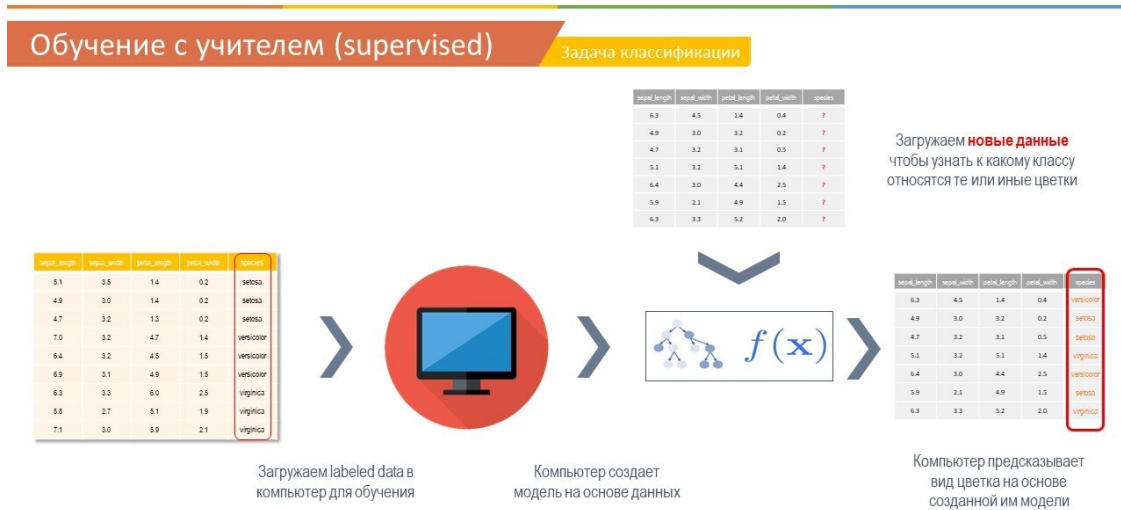 Обучение с учителем (supervised)
Задача классификации
sepal_length sepal_width petal_length petal_width species
6.3 4.5 1.4 0.4 ?
4.9 3.0 3.2 0.2 ?
4.7 3.2 3.1 0.5 ?
5.1 3.2 5.1 1.4 ?
6.4 3.0 4.4 2.5 ?
5.9 2.1 4.9 1.5 ?
6.3 3.3 5.2 2.0 ?
Загружаем новые данные
чтобы узнать к какому классу
относятся те или иные цветки
sepal_length sepal_width petal_length petal_width species
5.1 3.5 1.4 0.2 setosa
4.9 3.0 1.4 0.2 setosa
4.7 3.2 1.3 0.2 setosa
7.0 3.2 4.7 1.4 versicolor
6.4 3.2 4.5 1.5 versicolor
6.9 3.1 4.9 1.5 versicolor
6.3 3.3 6.0 2.5 virginica
5.8 2.7 5.1 1.9 virginica
7.1 3.0 5.9 2.1 virginica
f(x)
sepal_length sepal_width petal_length petal_width species
6.3 4.5 1.4 0.4 versicolor
4.9 3.0 3.2 0.2 setosa
4.7 3.2 3.1 0.5 setosa
5.1 3.2 5.1 1.4 virginica
6.4 3.0 4.4 2.5 versicolor
5.9 2.1 4.9 1.5 setosa
6.3 3.3 5.2 2.0 virginica
Загружаем labeled data в
компьютер для обучения
Компьютер создает
модель на основе данных
Компьютер предсказывает
вид цветка на основе
созданной им модели